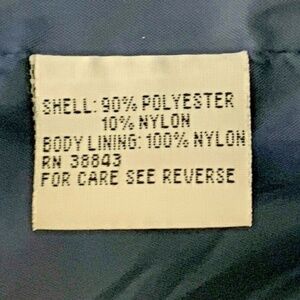 SHELL: 90% POLYESTER
10% NYLON
BODY LINING: 100% NYLON
RN 38843
FOR CARE SEE REVERSE